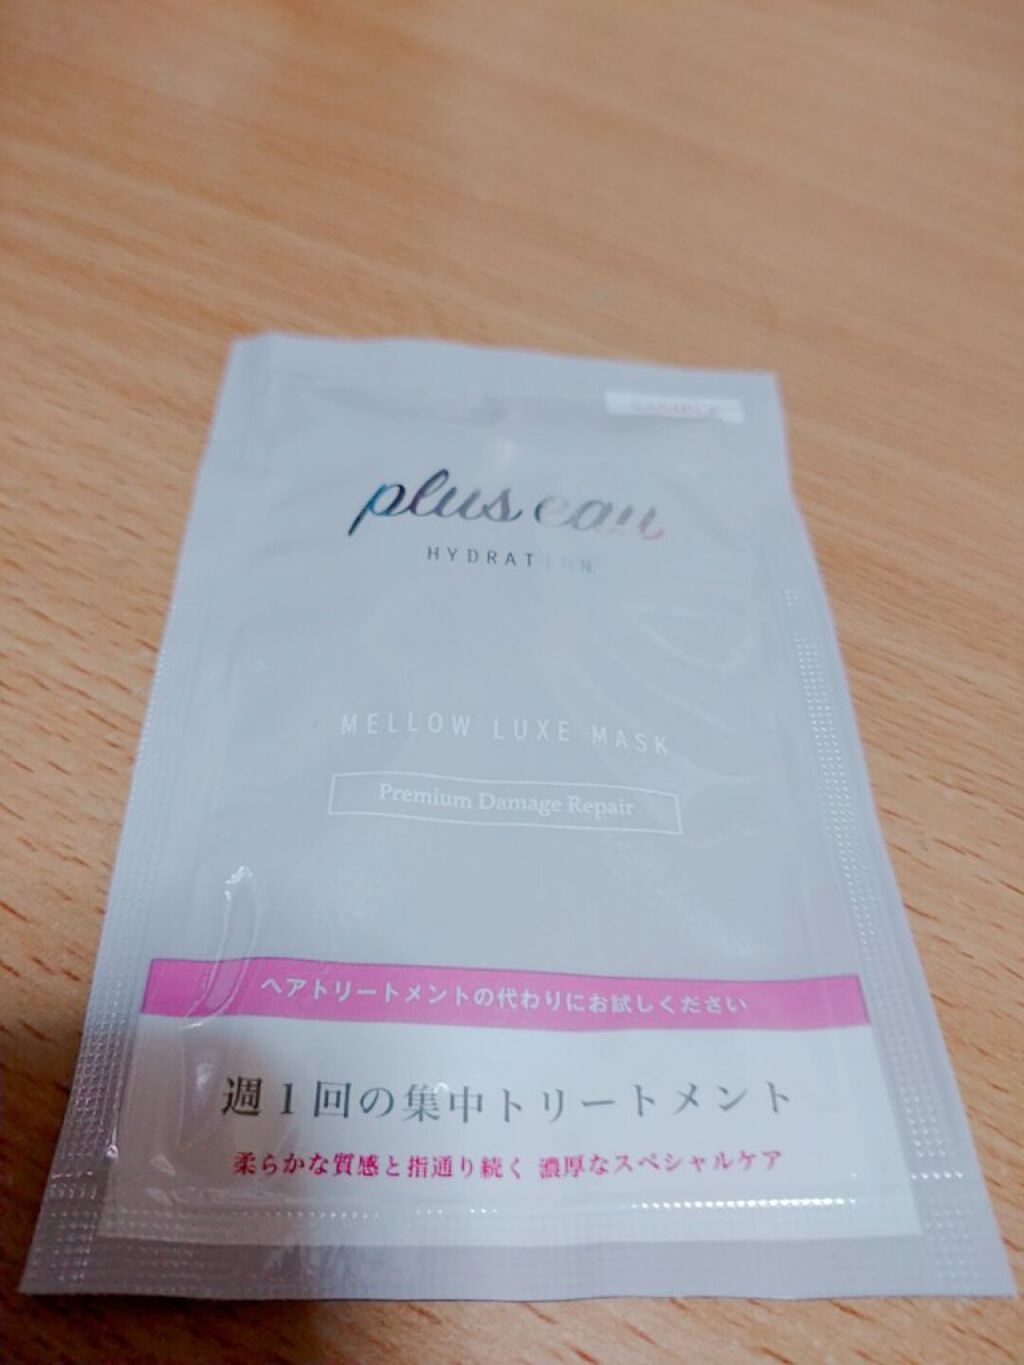 SAMPLE
plus eau
HYDRATION
MELLOW LUXE MASK
Premium Damage Repair
ヘアトリートメントの代わりにお試しください
週1回の集中トリートメント
柔らかな質感と指通り続く 濃厚なスペシャルケア